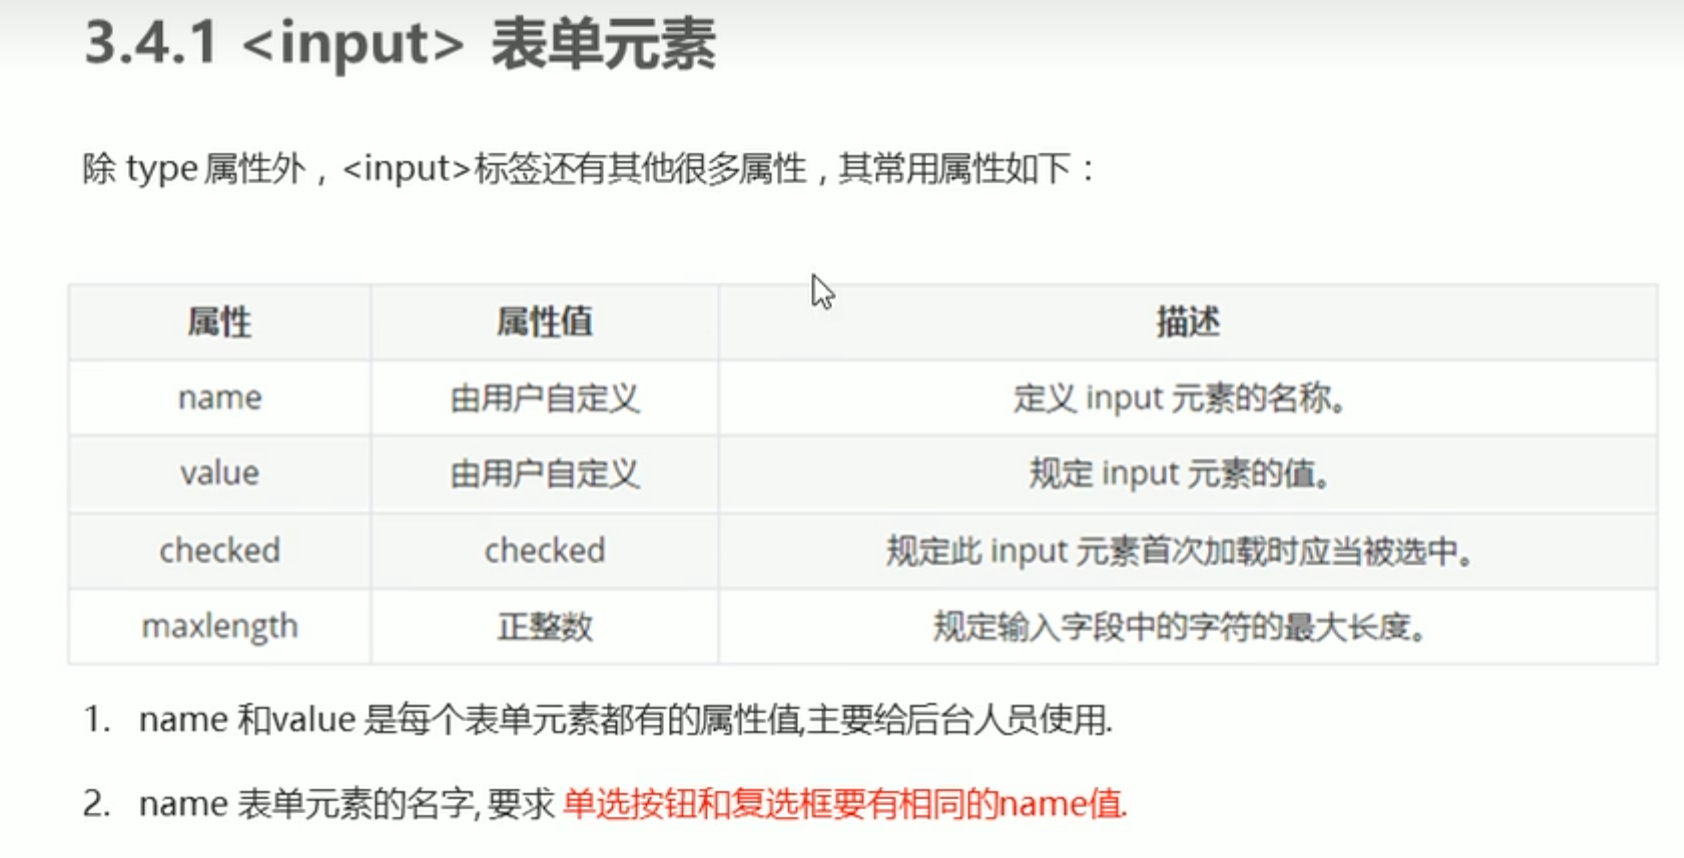 3.4.1 <input> 表单元素
除 type 属性外，<input>标签还有其他很多属性，其常用属性如下：
属性 属性值 描述
name 由用户自定义 定义 input 元素的名称。
value 由用户自定义 规定 input 元素的值。
checked checked 规定此 input 元素首次加载时应当被选中。
maxlength 正整数 规定输入字段中的字符的最大长度。
1. name 和value 是每个表单元素都有的属性值,主要给后台人员使用.
2. name 表单元素的名字, 要求 单选按钮和复选框要有相同的name值.